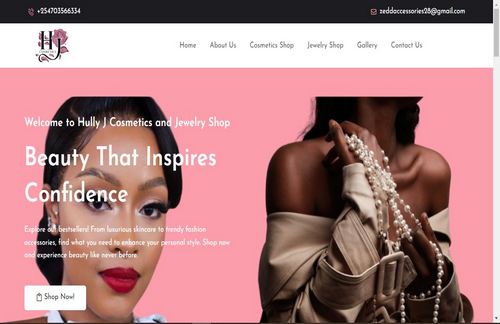 +254703566334
zeddaccessories28@gmail.com
HJ
Home
About Us
Cosmetics Shop
Jewelry Shop
Gallery
Contact Us
Welcome to Hully J Cosmetics and Jewelry Shop
Beauty That Inspires
Confidence
Explore our bestsellers! From luxurious skincare to trendy fashion
accessories, find what you need to enhance your personal style. Shop now
and experience beauty like never before.
Shop Now!